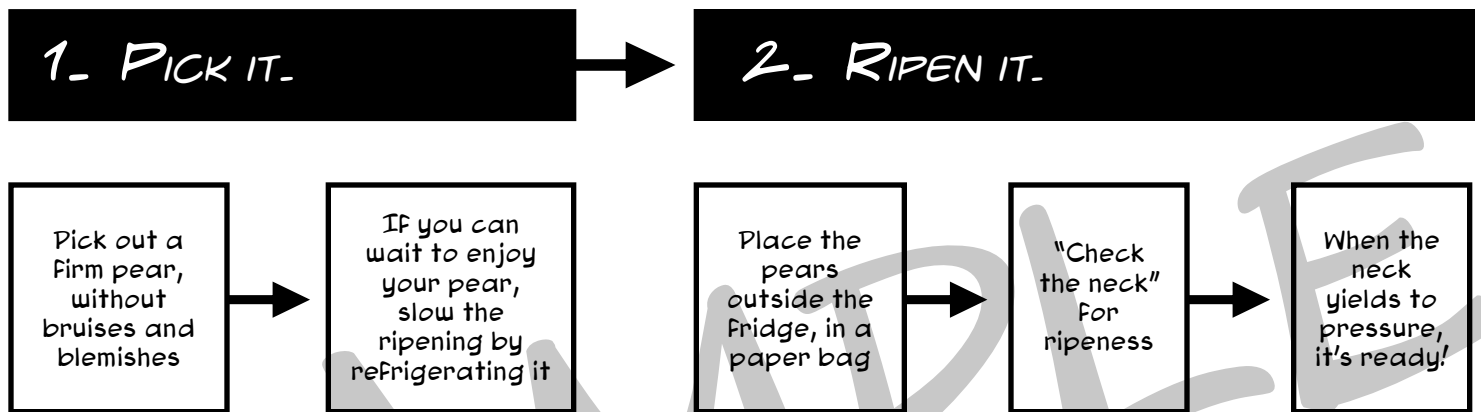 1. Pick it.
2. Ripen it.
Pick out a
firm pear,
without
bruises and
blemishes
If you can
wait to enjoy
your pear,
slow the
ripening by
refrigerating it
Place the
pears
outside the
fridge, in a
paper bag
"Check
the neck"
for
ripeness
When the
neck
yields to
pressure,
it's ready!